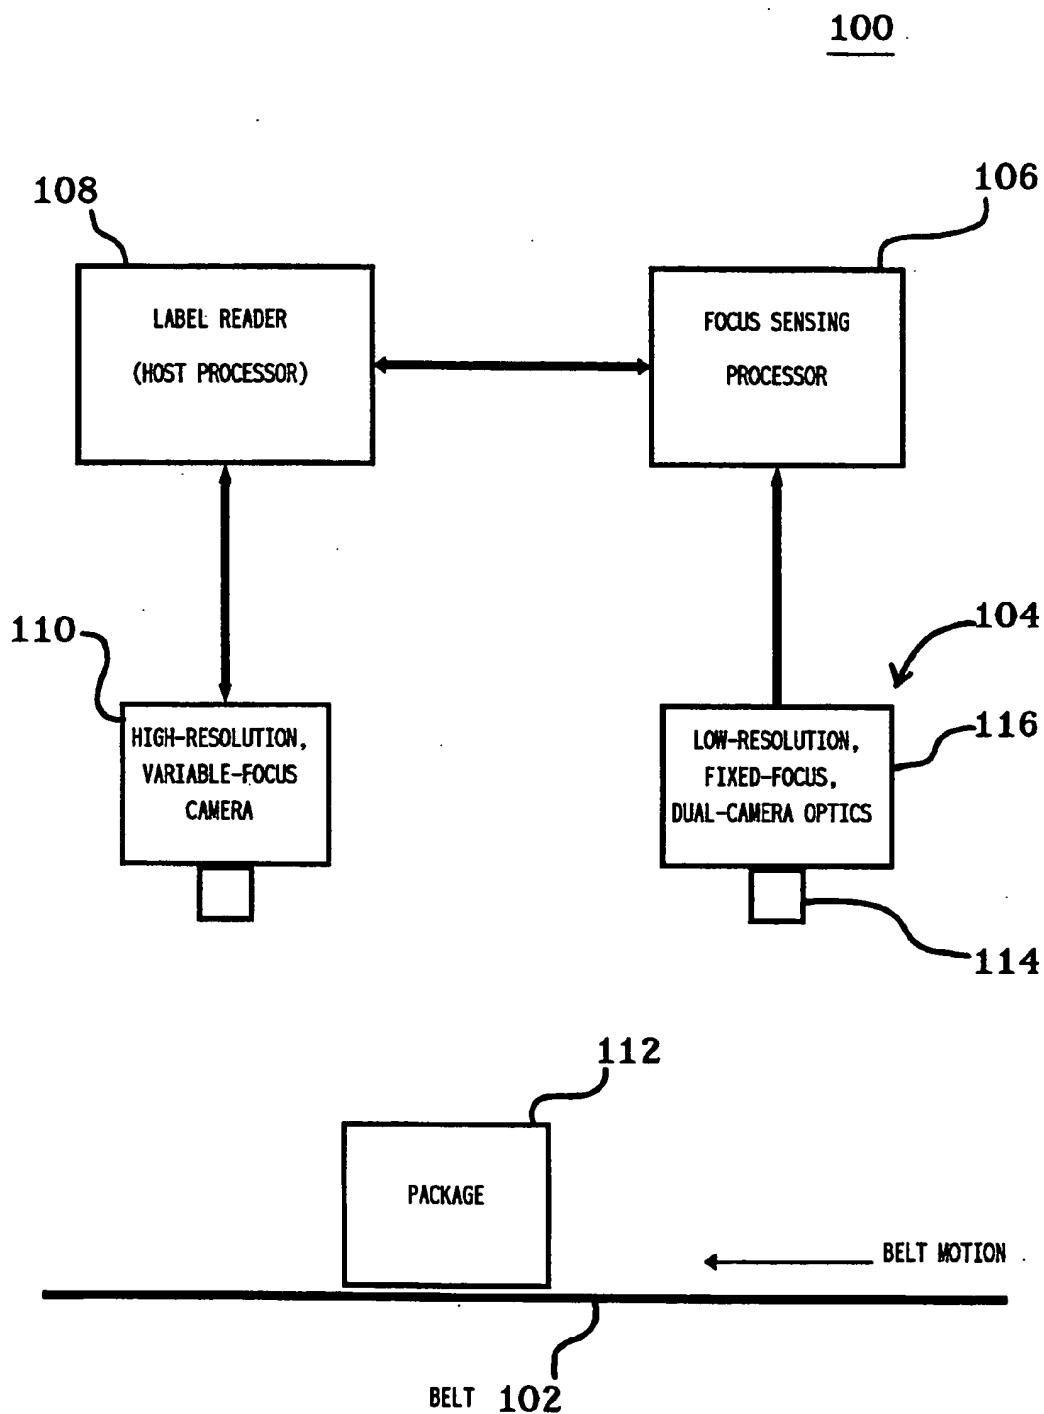 100
108
106
LABEL READER
(HOST PROCESSOR)
FOCUS SENSING
PROCESSOR
110
104
HIGH-RESOLUTION,
VARIABLE-FOCUS
CAMERA
LOW-RESOLUTION,
FIXED-FOCUS,
DUAL-CAMERA OPTICS
116
114
112
PACKAGE
BELT MOTION
BELT 102